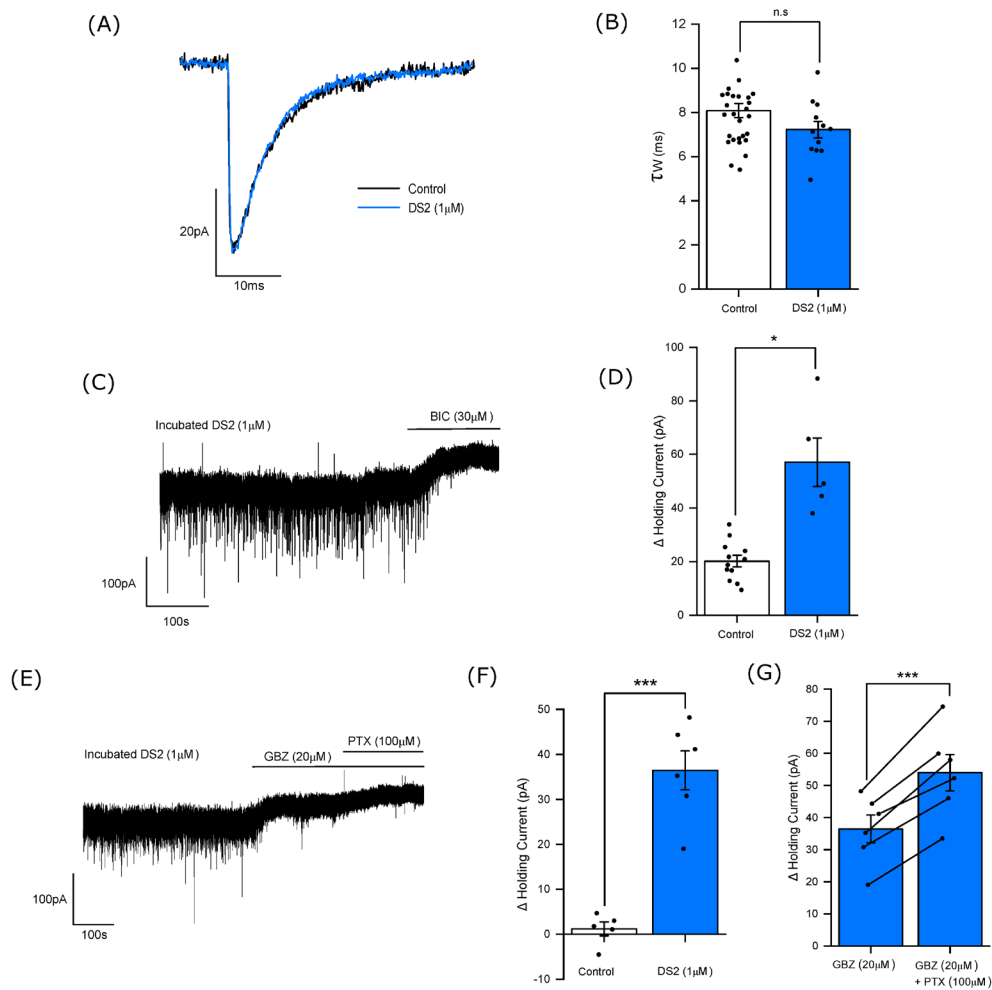 (A)
Control
DS2 (1μM)
20pA
10ms
(B)
n.s
12
10
8
6
4
2
0
τW (ms)
Control
DS2 (1μM)
(C)
Incubated DS2 (1μM)
BIC (30μM)
100pA
100s
(D)
*
100
80
60
40
20
0
Δ Holding Current (pA)
Control
DS2 (1μM)
(E)
Incubated DS2 (1μM)
GBZ (20μM)
PTX (100μM)
100pA
100s
(F)
***
50
40
30
20
10
0
-10
Δ Holding Current (pA)
Control
DS2 (1μM)
(G)
***
80
70
60
50
40
30
20
10
0
Δ Holding Current (pA)
GBZ (20μM)
GBZ (20μM)
+ PTX (100μM)